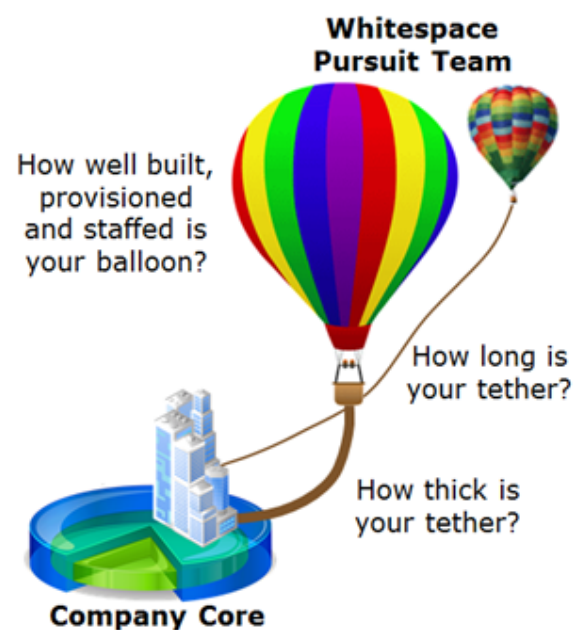 Whitespace
Pursuit Team
How well built,
provisioned
and staffed is
your balloon?
How long is
your tether?
How thick is
your tether?
Company Core